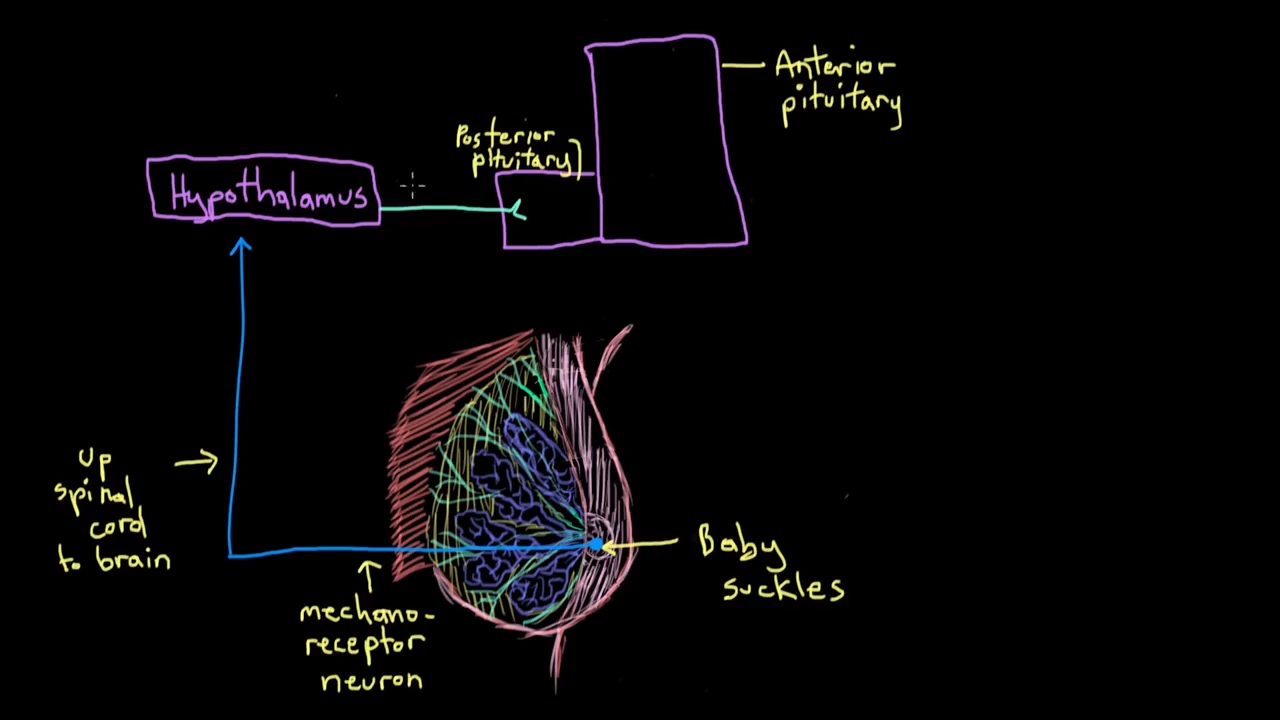 Anterior
pituitary
Posterior
pituitary
Hypothalamus
up
spinal
cord
to brain
Baby
suckles
mechano-
receptor
neuron